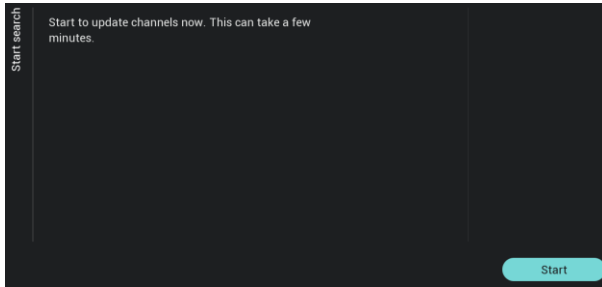 Start search
Start to update channels now. This can take a few
minutes.
Start